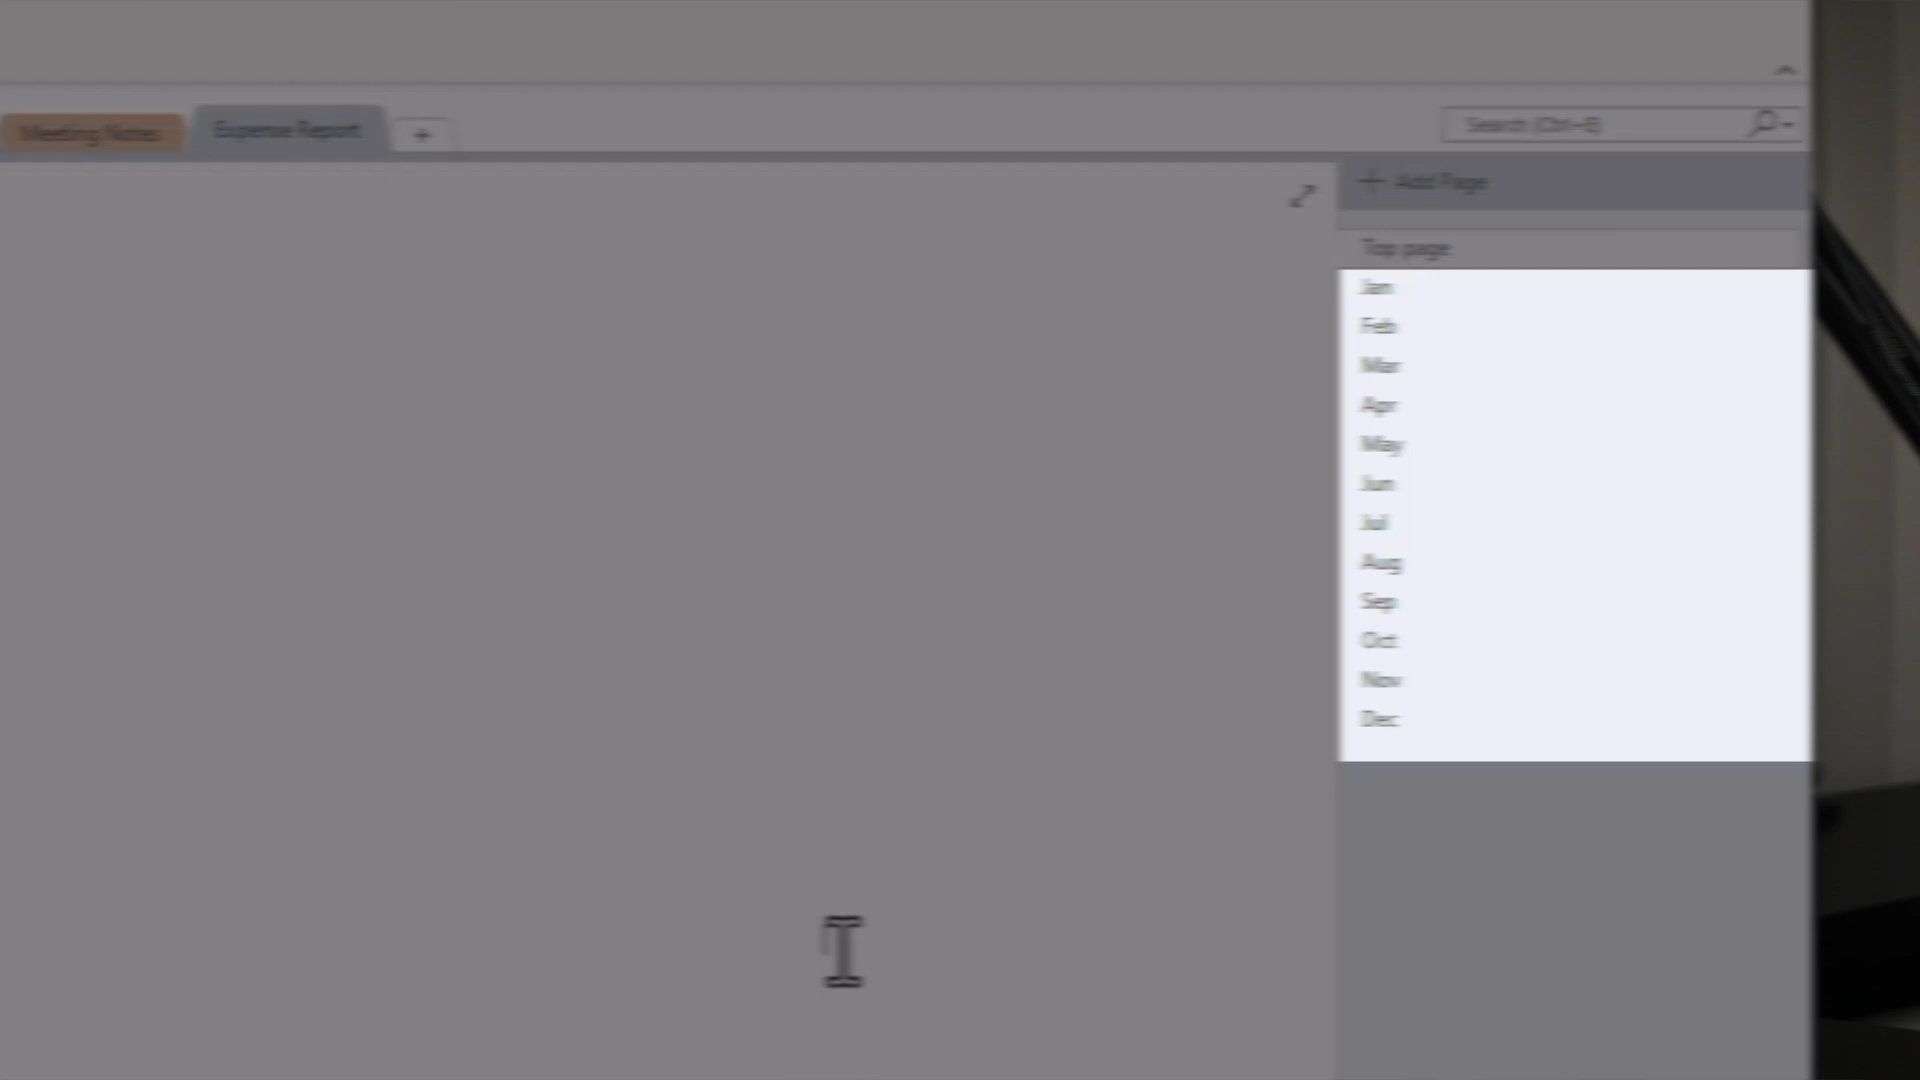 Meeting Notes
Expense Report
+
Search (Ctrl+E)
+ Add Page
Top page
Jan
Feb
Mar
Apr
May
Jun
Jul
Aug
Sep
Oct
Nov
Dec